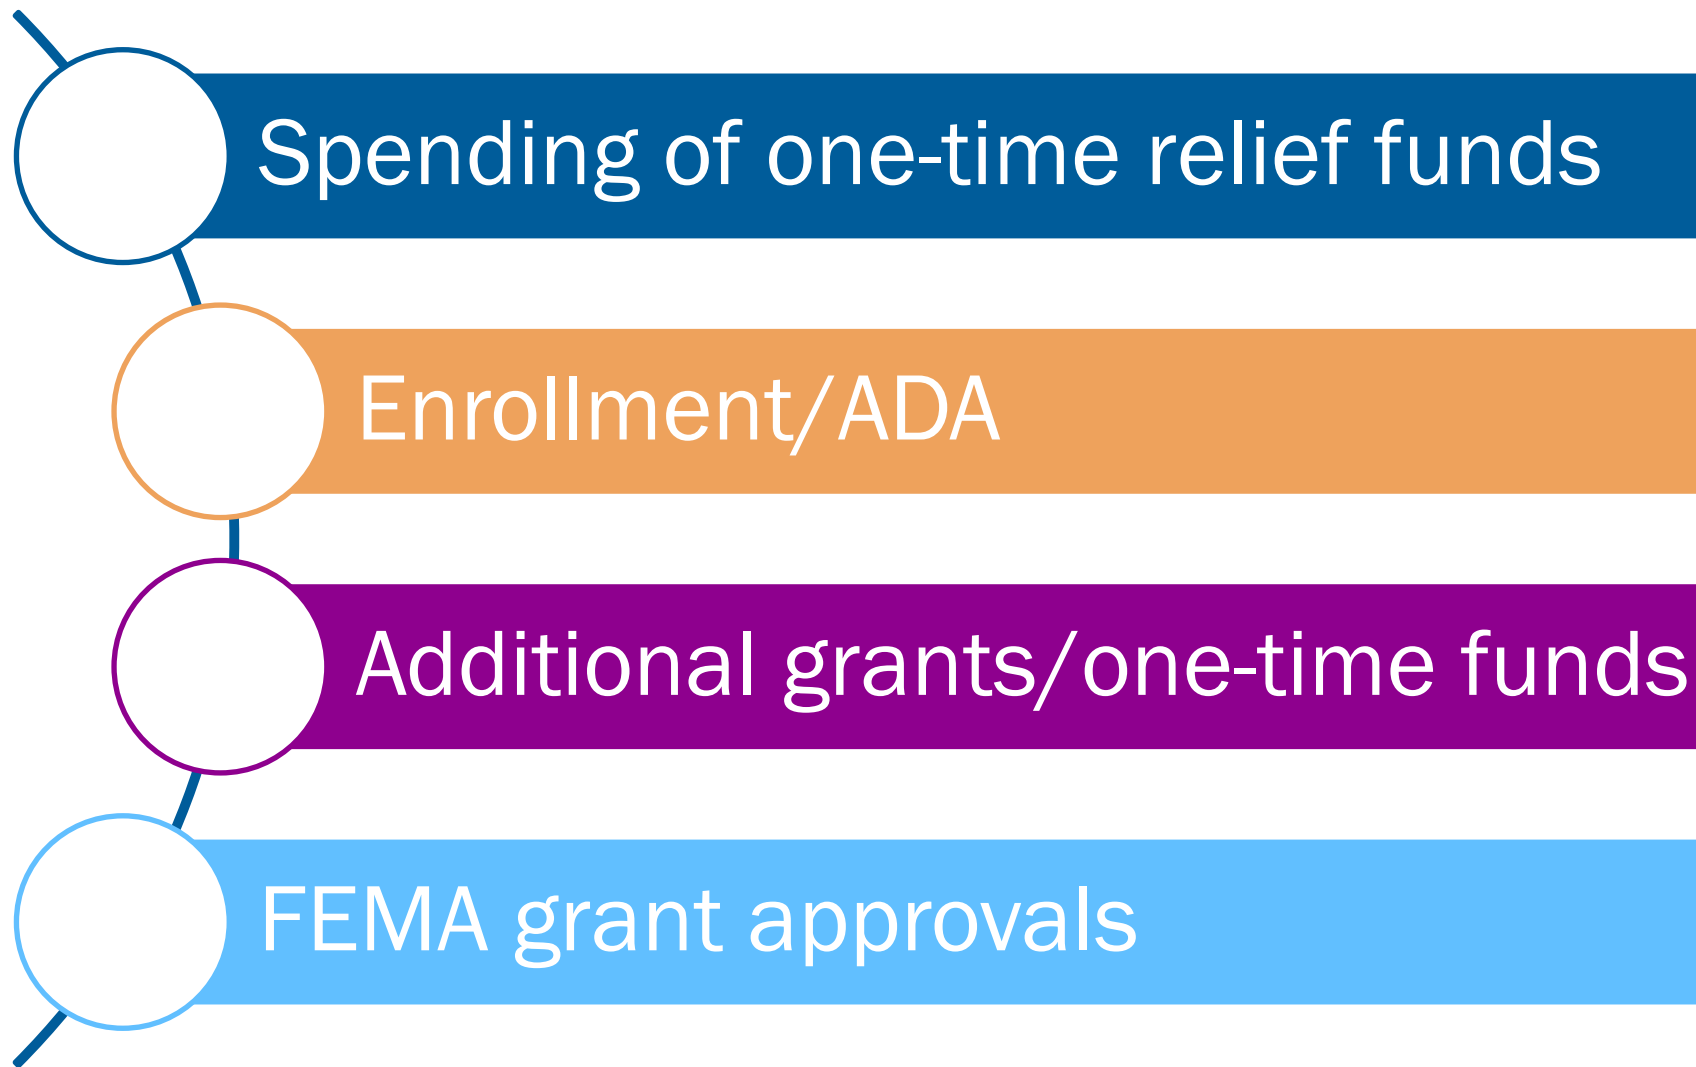 Spending of one-time relief funds
Enrollment/ADA
Additional grants/one-time funds
FEMA grant approvals